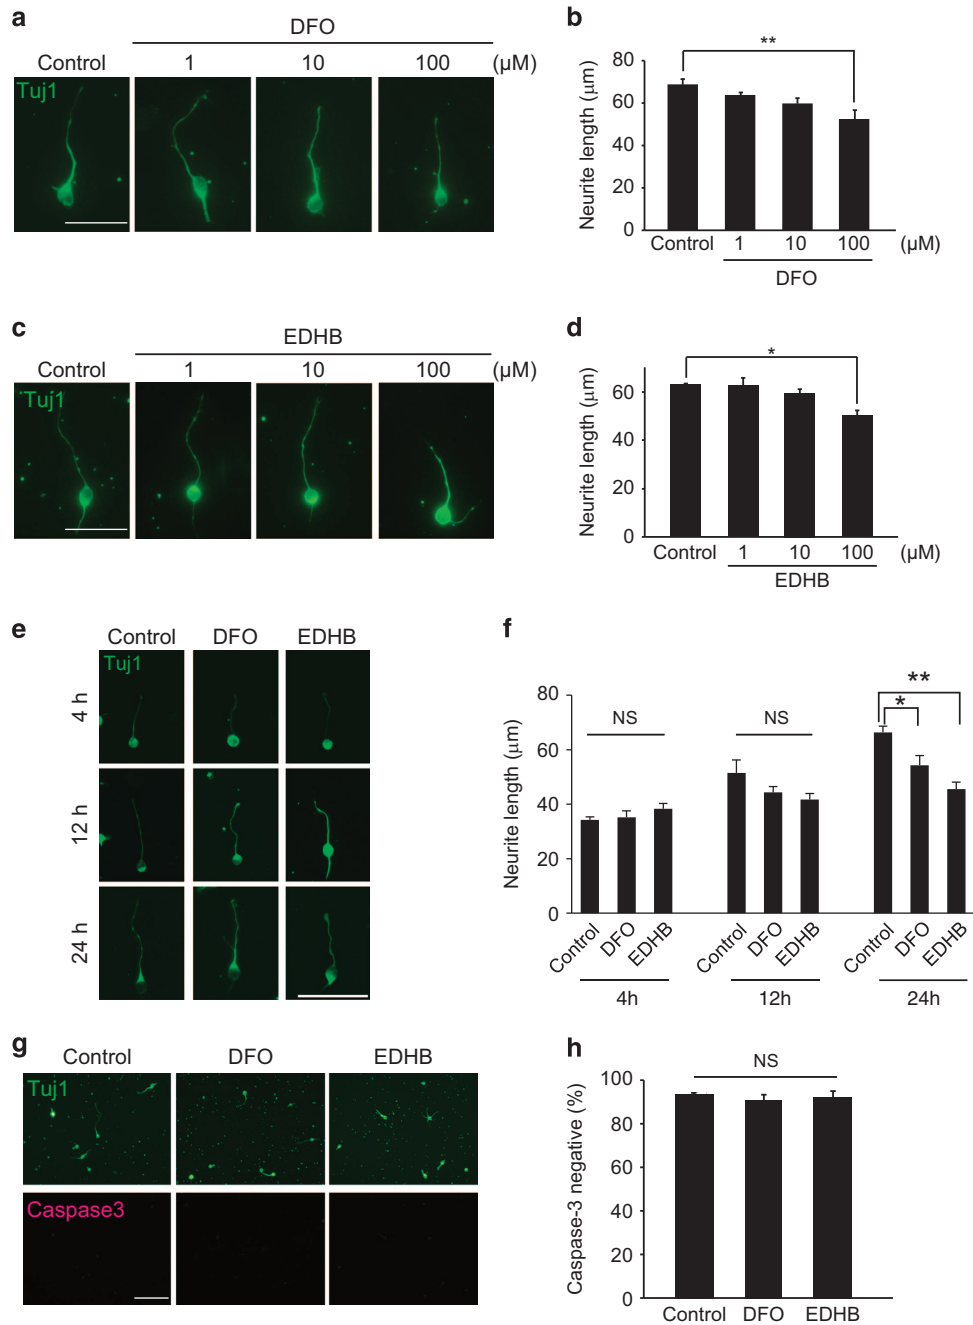 a
DFO
Control 1 10 100 (μM)
Tuj1
b
**
80
60
40
20
0
Neurite length (μm)
Control 1 10 100 (μM)
DFO
c
EDHB
Control 1 10 100 (μM)
Tuj1
d
*
60
40
20
0
Neurite length (μm)
Control 1 10 100 (μM)
EDHB
e
Control DFO EDHB
Tuj1
4 h
12 h
24 h
f
80
60
40
20
0
Neurite length (μm)
NS NS
**
*
Control DFO EDHB Control DFO EDHB Control DFO EDHB
4h 12h 24h
g
Control DFO EDHB
Tuj1
Caspase3
h
NS
100
80
60
40
20
0
Caspase-3 negative (%)
Control DFO EDHB